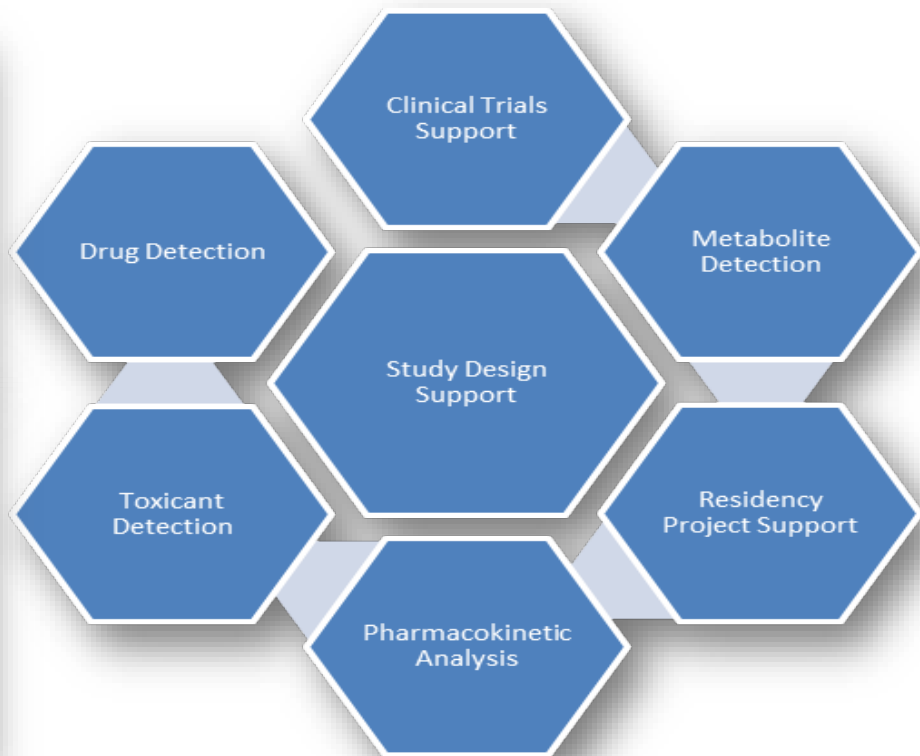 Clinical Trials
Support
Drug Detection
Metabolite
Detection
Study Design
Support
Toxicant
Detection
Residency
Project Support
Pharmacokinetic
Analysis